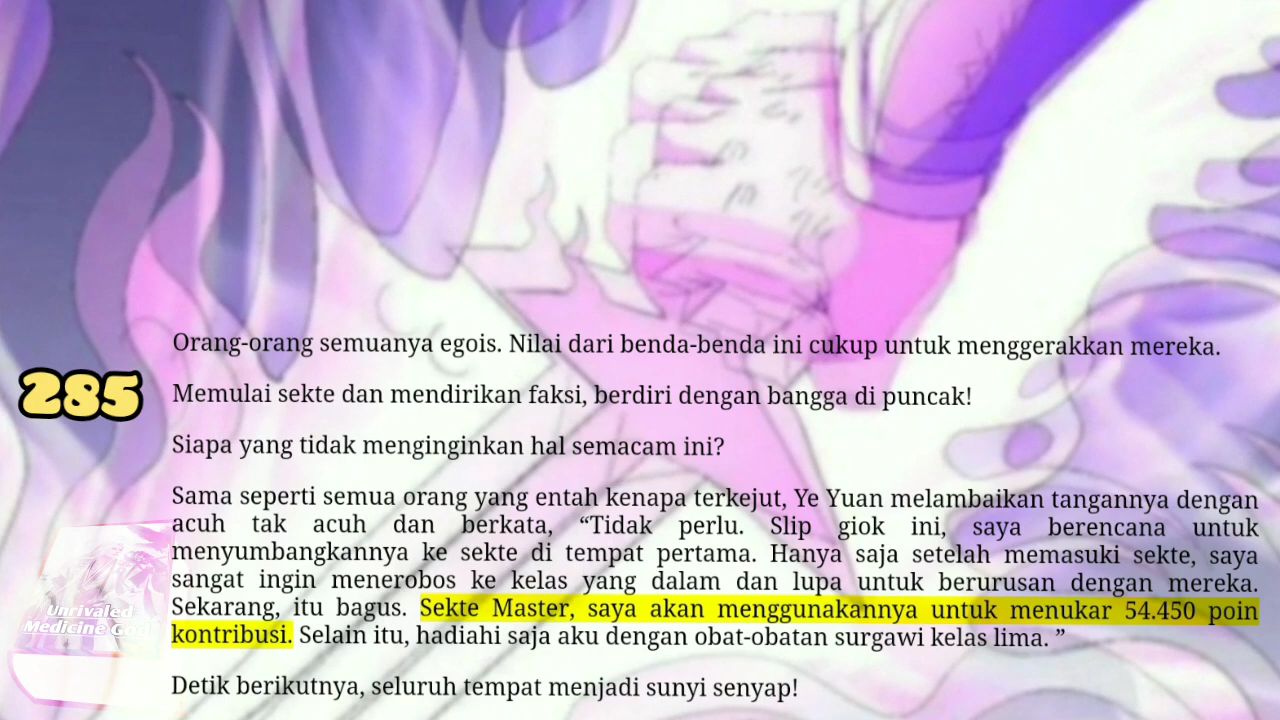 Orang-orang semuanya egois. Nilai dari benda-benda ini cukup untuk menggerakkan mereka.
285
Memulai sekte dan mendirikan faksi, berdiri dengan bangga di puncak!
Siapa yang tidak menginginkan hal semacam ini?
Sama seperti semua orang yang entah kenapa terkejut, Ye Yuan melambaikan tangannya dengan
acuh tak acuh dan berkata, “Tidak perlu. Slip giok ini, saya berencana untuk
menyumbangkannya ke sekte di tempat pertama. Hanya saja setelah memasuki sekte, saya
sangat ingin menerobos ke kelas yang dalam dan lupa untuk berurusan dengan mereka.
Sekarang, itu bagus. Sekte Master, saya akan menggunakannya untuk menukar 54.450 poin
kontribusi. Selain itu, hadiahi saja aku dengan obat-obatan surgawi kelas lima. ”
Unrivaled
Medicine God
Detik berikutnya, seluruh tempat menjadi sunyi senyap!